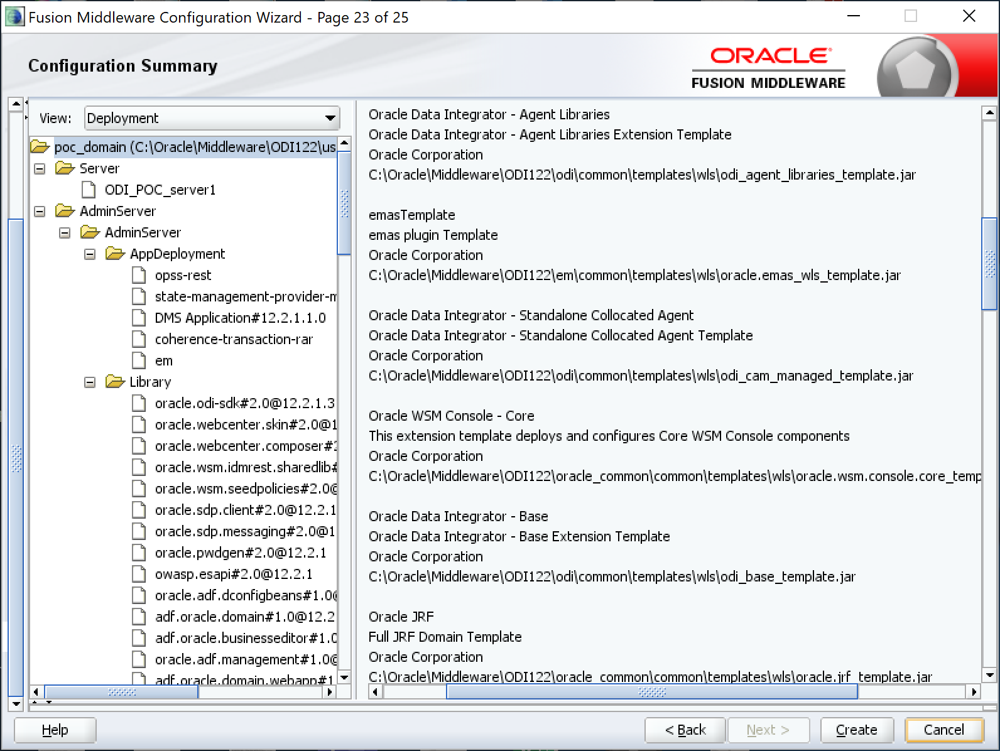 Fusion Middleware Configuration Wizard - Page 23 of 25
Configuration Summary
ORACLE
FUSION MIDDLEWARE
View:
Deployment
poc_domain (C:\Oracle\Middleware\ODI122\us
Server
ODI_POC_server1
AdminServer
AdminServer
AppDeployment
opss-rest
state-management-provider-m
DMS Application#12.2.1.1.0
coherence-transaction-rar
em
Library
oracle.odi-sdk#2.0@12.2.1.3
oracle.webcenter.skin#2.0@1
oracle.webcenter.composer#2
oracle.wsm.idmrest.sharedlib#
oracle.wsm.seedpolicies#2.0@
oracle.sdp.client#2.0@12.2.1
oracle.sdp.messaging#2.0@1
oracle.pwdgen#2.0@12.2.1
owasp.esapi#2.0@12.2.1
oracle.adf.dconfigbeans#1.0@
adf.oracle.domain#1.0@12.2
adf.oracle.businesseditor#1.0
oracle.adf.management#1.0@
adf.oracle.domain.webapp#1
Oracle Data Integrator - Agent Libraries
Oracle Data Integrator - Agent Libraries Extension Template
Oracle Corporation
C:\Oracle\Middleware\ODI122\odi\common\templates\wls\odi_agent_libraries_template.jar
emasTemplate
emas plugin Template
Oracle Corporation
C:\Oracle\Middleware\ODI122\em\common\templates\wls\oracle.emas_wls_template.jar
Oracle Data Integrator - Standalone Collocated Agent
Oracle Data Integrator - Standalone Collocated Agent Template
Oracle Corporation
C:\Oracle\Middleware\ODI122\odi\common\templates\wls\odi_cam_managed_template.jar
Oracle WSM Console - Core
This extension template deploys and configures Core WSM Console components
Oracle Corporation
C:\Oracle\Middleware\ODI122\oracle_common\common\templates\wls\oracle.wsm.console.core_temp
Oracle Data Integrator - Base
Oracle Data Integrator - Base Extension Template
Oracle Corporation
C:\Oracle\Middleware\ODI122\odi\common\templates\wls\odi_base_template.jar
Oracle JRF
Full JRF Domain Template
Oracle Corporation
C:\Oracle\Middleware\ODI122\oracle_common\common\templates\wls\oracle.jrf_template.jar
Help
< Back
Next >
Create
Cancel